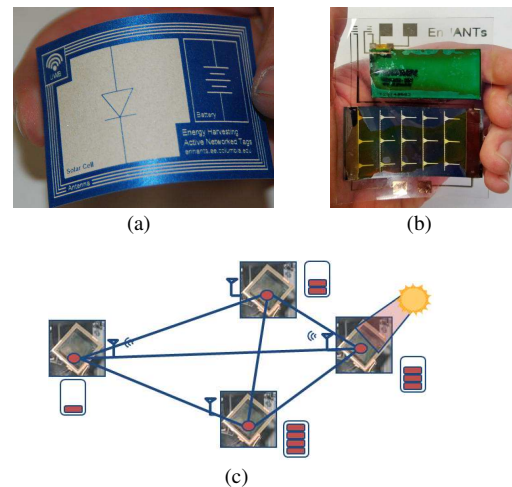 UWB
Battery
Energy Harvesting
Active Networked Tags
enhants.ee.columbia.edu
Solar Cell
Antenna
EnHANTs
(a)
(b)
(c)